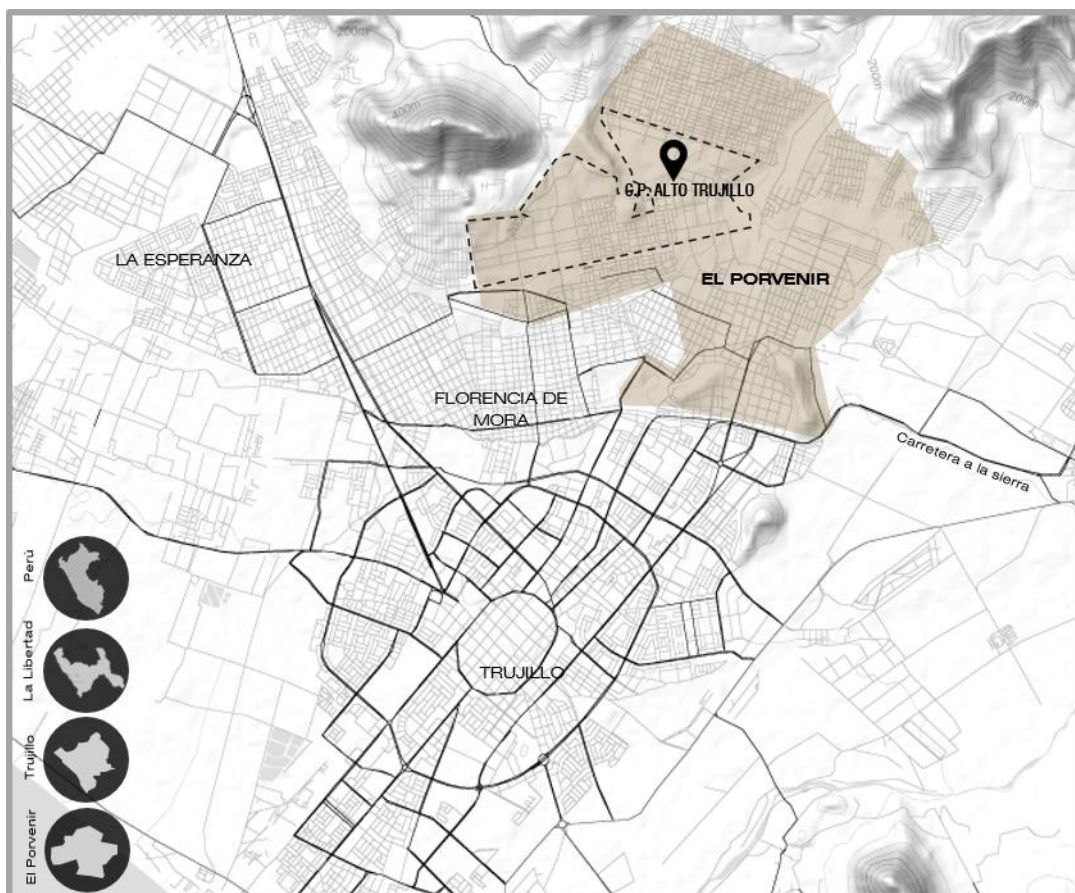 200m
400m
200m
200m
C.P. ALTO TRUJILLO
LA ESPERANZA
EL PORVENIR
FLORENCIA DE
MORA
Carretera a la sierra
TRUJILLO
Perú
La Libertad
Trujillo
El Porvenir